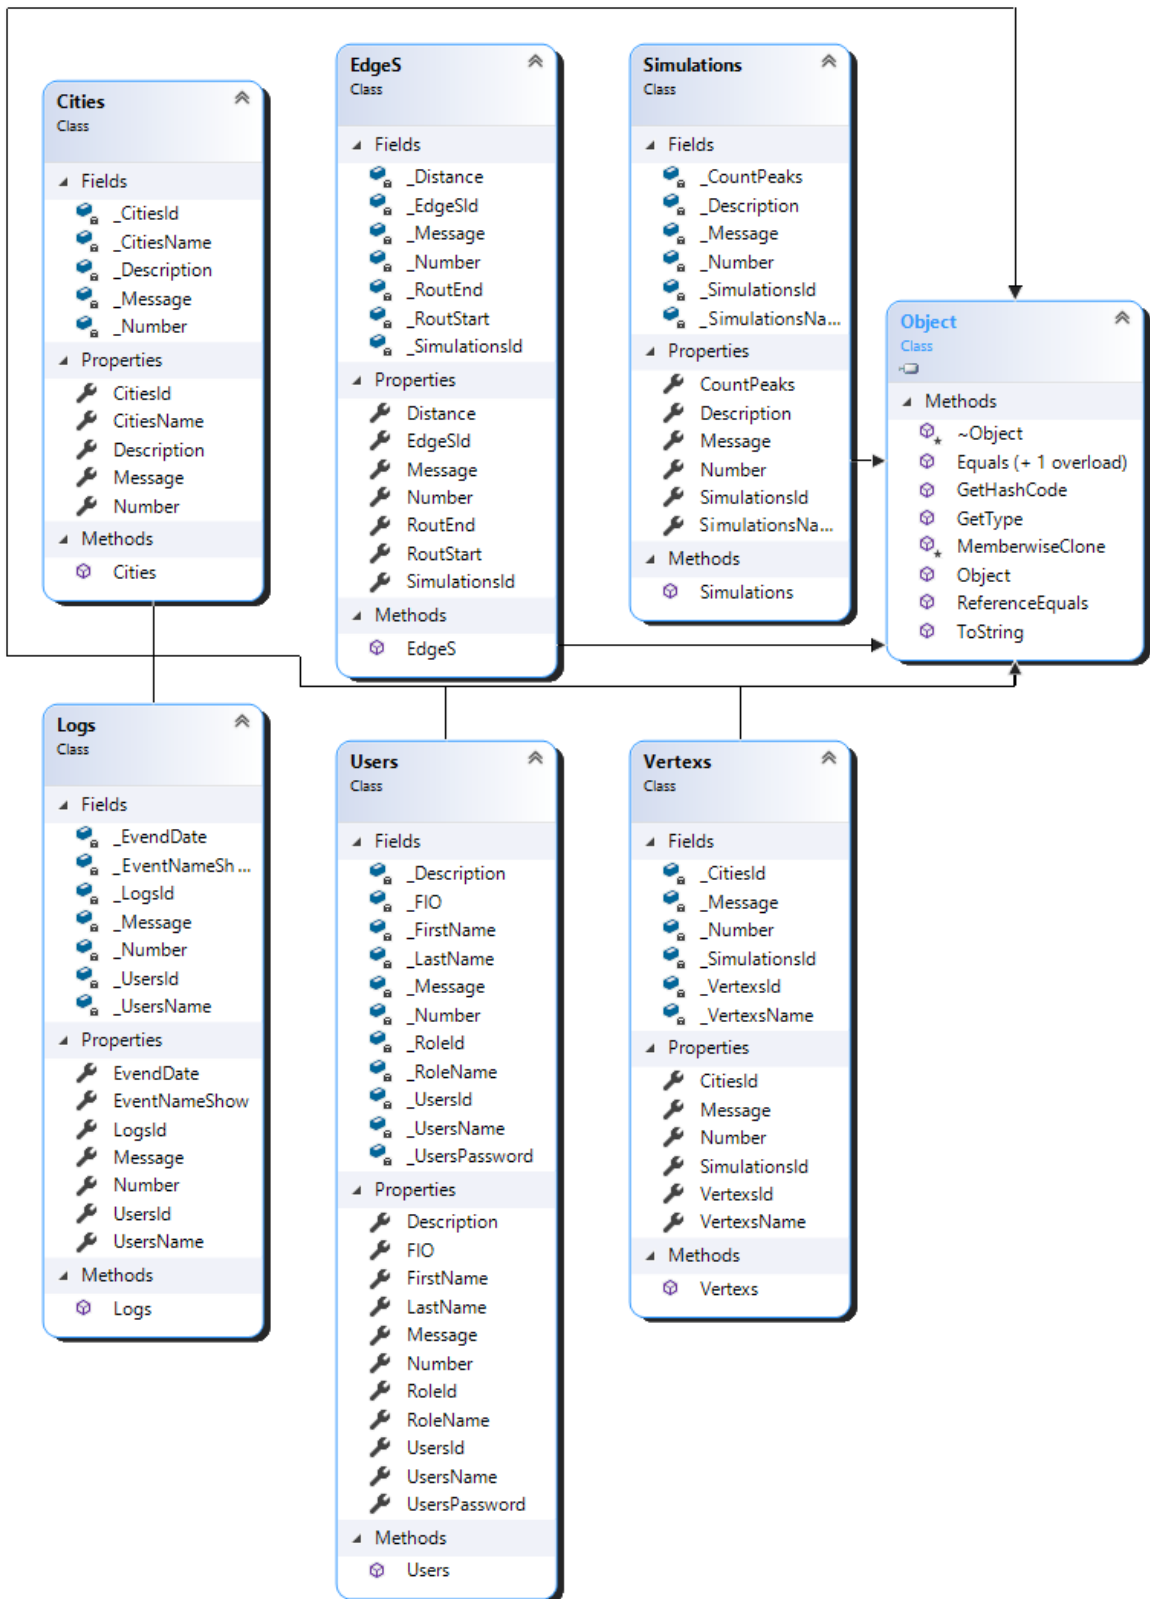 Cities
Class
Fields
_CitiesId
_CitiesName
_Description
_Message
_Number
Properties
CitiesId
CitiesName
Description
Message
Number
Methods
Cities
EdgeS
Class
Fields
_Distance
_EdgeSId
_Message
_Number
_RoutEnd
_RoutStart
_SimulationsId
Properties
Distance
EdgeSId
Message
Number
RoutEnd
RoutStart
SimulationsId
Methods
EdgeS
Simulations
Class
Fields
_CountPeaks
_Description
_Message
_Number
_SimulationsId
_SimulationsNa...
Properties
CountPeaks
Description
Message
Number
SimulationsId
SimulationsNa...
Methods
Simulations
Object
Class
Methods
~Object
Equals (+ 1 overload)
GetHashCode
GetType
MemberwiseClone
Object
ReferenceEquals
ToString
Logs
Class
Fields
_EvendDate
_EventNameSh...
_LogsId
_Message
_Number
_UsersId
_UsersName
Properties
EvendDate
EventNameShow
LogsId
Message
Number
UsersId
UsersName
Methods
Logs
Users
Class
Fields
_Description
_FIO
_FirstName
_LastName
_Message
_Number
_RoleId
_RoleName
_UsersId
_UsersName
_UsersPassword
Properties
Description
FIO
FirstName
LastName
Message
Number
RoleId
RoleName
UsersId
UsersName
UsersPassword
Methods
Users
Vertexs
Class
Fields
_CitiesId
_Message
_Number
_SimulationsId
_VertexsId
_VertexsName
Properties
CitiesId
Message
Number
SimulationsId
VertexsId
VertexsName
Methods
Vertexs